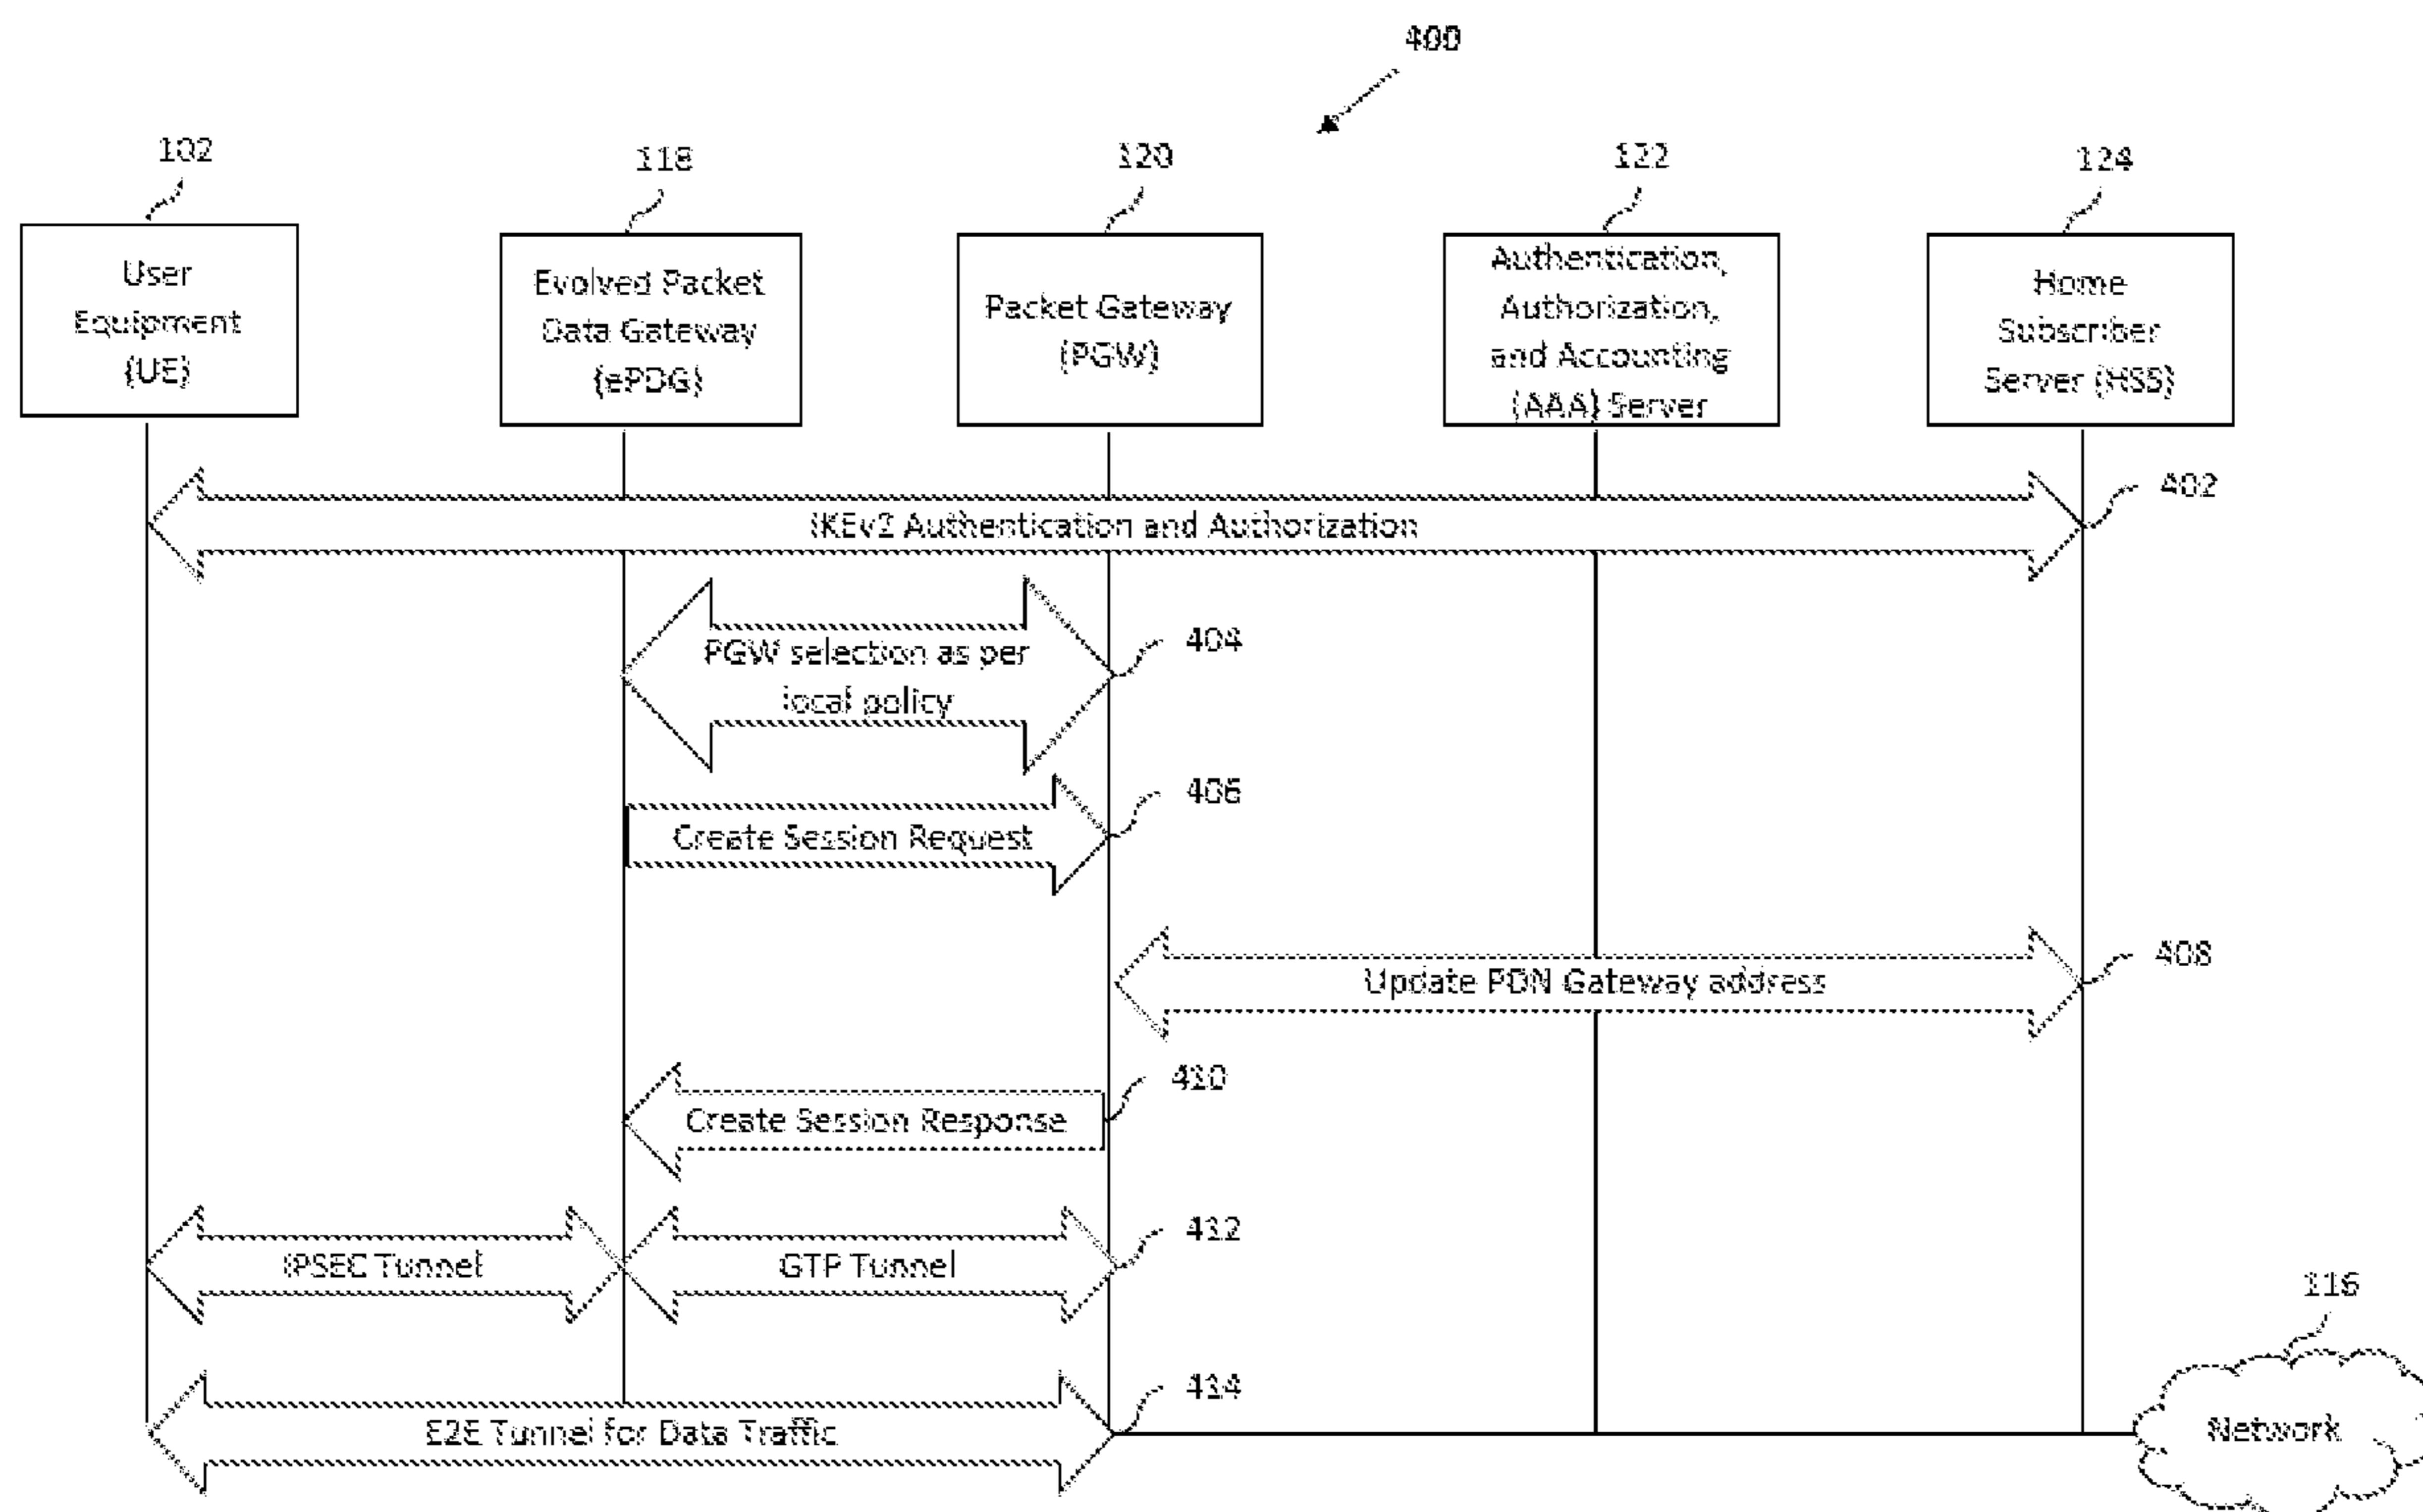 400
102
118
120
122
124
User
Equipment
(UE)
Evolved Packet
Data Gateway
(ePDG)
Packet Gateway
(PGW)
Authentication,
Authorization,
and Accounting
(AAA) Server
Home
Subscriber
Server (HSS)
402
IKEv2 Authentication and Authorization
404
PGW selection as per
local policy
406
Create Session Request
408
Update PDN Gateway address
410
Create Session Response
412
IPSEC Tunnel
GTP Tunnel
116
414
E2E Tunnel for Data Traffic
Network